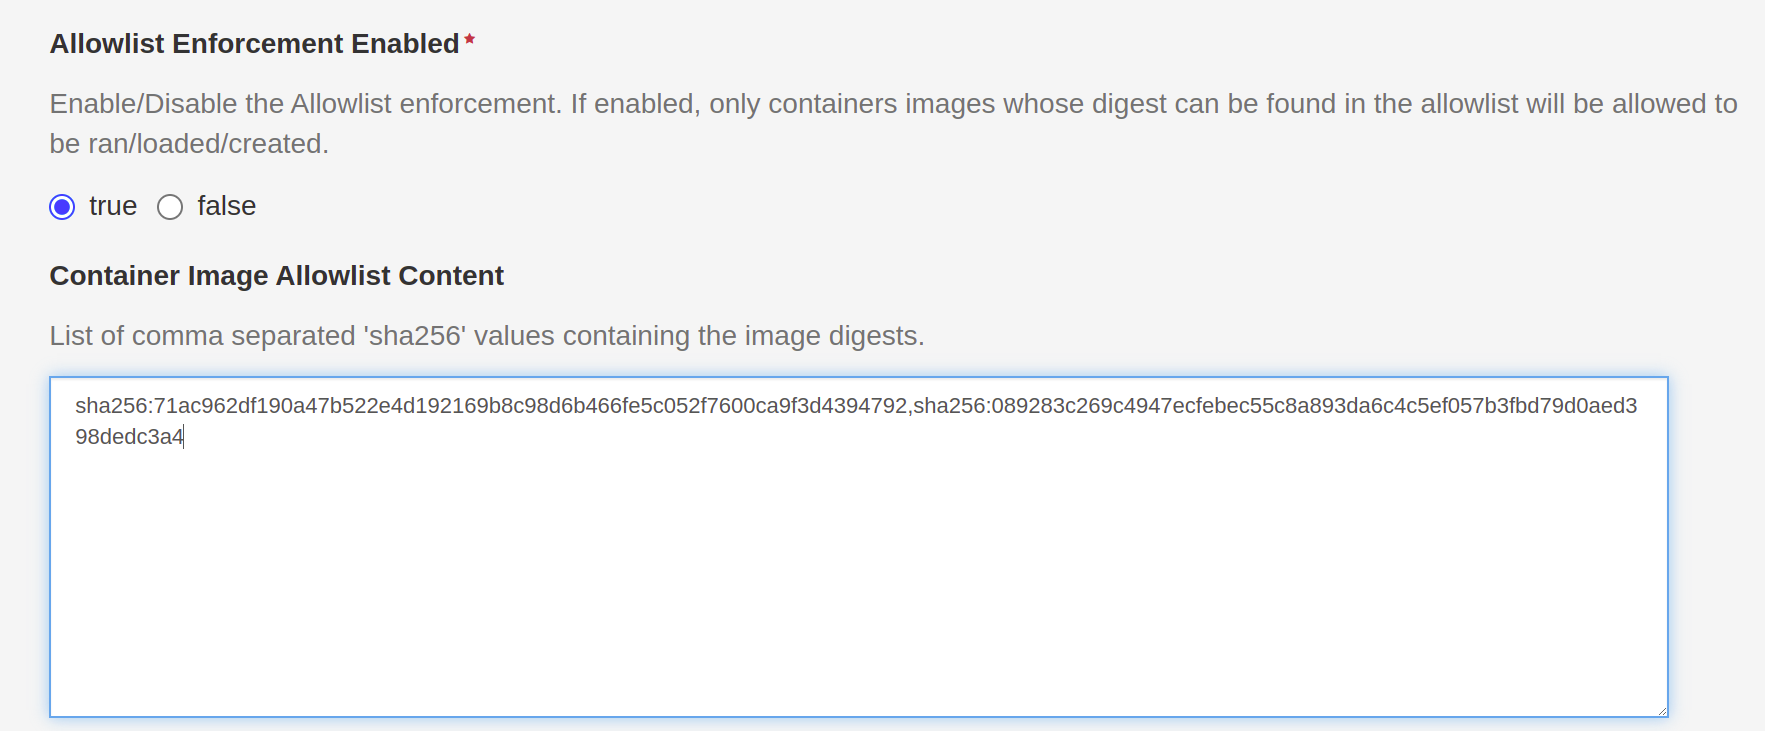 Allowlist Enforcement Enabled*
Enable/Disable the Allowlist enforcement. If enabled, only containers images whose digest can be found in the allowlist will be allowed to
be ran/loaded/created.
true false
Container Image Allowlist Content
List of comma separated 'sha256' values containing the image digests.
sha256:71ac962df190a47b522e4d192169b8c98d6b466fe5c052f7600ca9f3d4394792,sha256:089283c269c4947ecfebec55c8a893da6c4c5ef057b3fbd79d0aed3
98dedc3a4